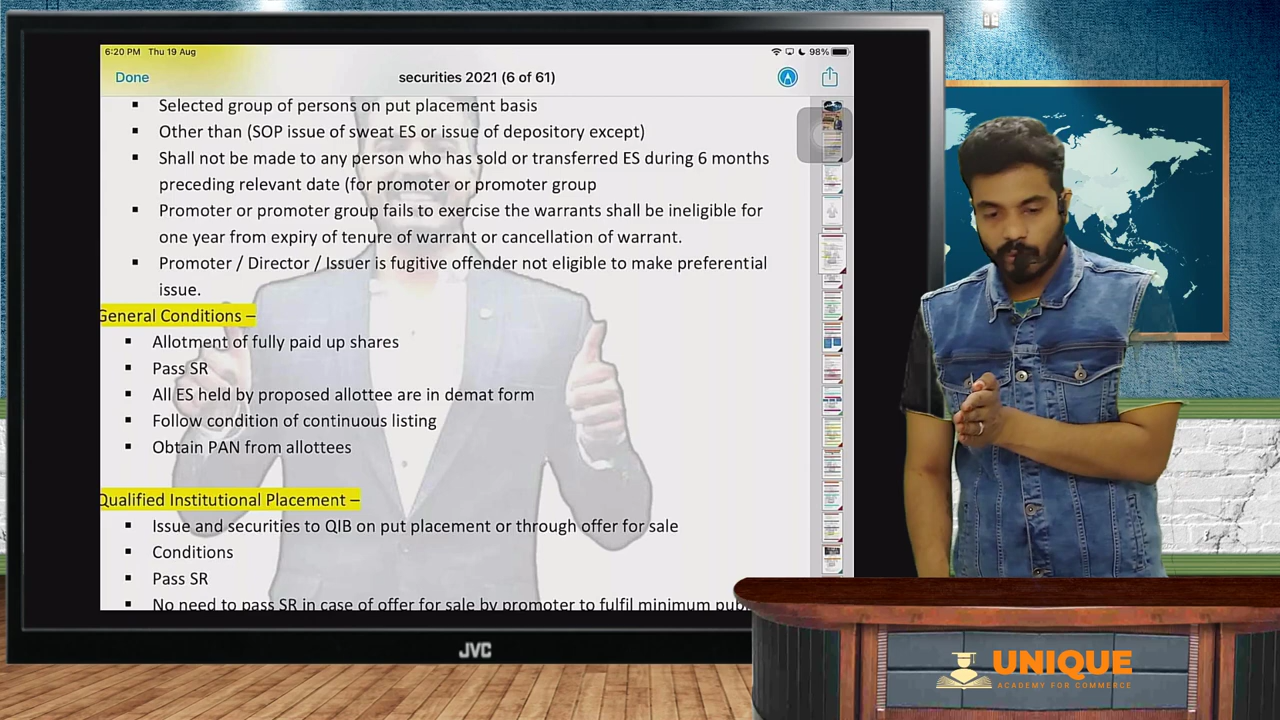 6:20 PM Thu 19 Aug
98%
Done
securities 2021 (6 of 61)
Selected group of persons on put placement basis
Other than (SOP issue of sweat ES or issue of depository except)
Shall not be made to any person who has sold or transferred ES during 6 months
preceding relevant date (for promoter or promoter group
Promoter or promoter group fails to exercise the warrants shall be ineligible for
one year from expiry of tenure of warrant or cancellation of warrant.
Promoter / Director / Issuer is fugitive offender not eligible to make preferential
issue.
General Conditions –
Allotment of fully paid up shares
Pass SR
All ES held by proposed allottee are in demat form
Follow condition of continuous listing
Obtain PAN from allottees
Qualified Institutional Placement –
Issue and securities to QIB on put placement or through offer for sale
Conditions
Pass SR
No need to pass SR in case of offer for sale by promoter to fulfil minimum
JVC
UNIQUE
ACADEMY FOR COMMERCE